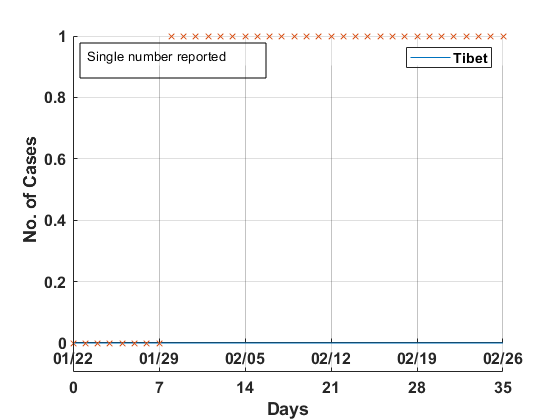 1
Single number reported
Tibet
0.8
0.6
0.4
0.2
0
No. of Cases
01/22 01/29 02/05 02/12 02/19 02/26
0 7 14 21 28 35
Days